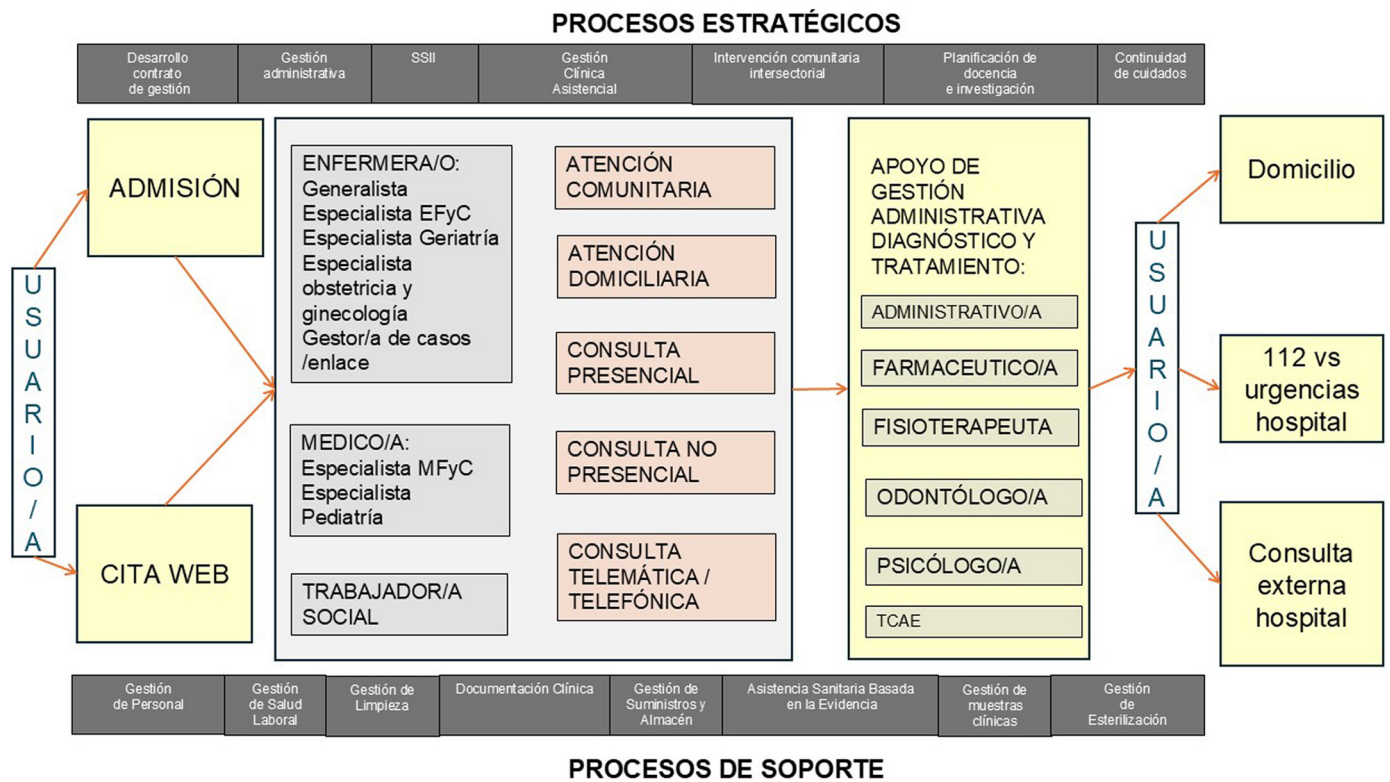 PROCESOS ESTRATÉGICOS
Desarrollo
contrato
de gestión
Gestión
administrativa
SSII
Gestión
Clínica
Asistencial
Intervención comunitaria
intersectorial
Planificación de
docencia
e investigación
Continuidad
de cuidados
USUARIO/A
ADMISIÓN
CITA WEB
ENFERMERA/O:
Generalista
Especialista EFyC
Especialista Geriatría
Especialista
obstetricia y
ginecología
Gestor/a de casos
/enlace
MEDICO/A:
Especialista MFyC
Especialista
Pediatría
TRABAJADOR/A
SOCIAL
ATENCIÓN
COMUNITARIA
ATENCIÓN
DOMICILIARIA
CONSULTA
PRESENCIAL
CONSULTA NO
PRESENCIAL
CONSULTA
TELEMÁTICA /
TELEFÓNICA
APOYO DE
GESTIÓN
ADMINISTRATIVA
DIAGNÓSTICO Y
TRATAMIENTO:
ADMINISTRATIVO/A
FARMACEUTICO/A
FISIOTERAPEUTA
ODONTÓLOGO/A
PSICÓLOGO/A
TCAE
USUARIO/A
Domicilio
112 vs
urgencias
hospital
Consulta
externa
hospital
Gestión
de Personal
Gestión
de Salud
Laboral
Gestión de
Limpieza
Documentación Clínica
Gestión de
Suministros y
Almacén
Asistencia Sanitaria Basada
en la Evidencia
Gestión de
muestras
clínicas
Gestión
de
Esterilización
PROCESOS DE SOPORTE